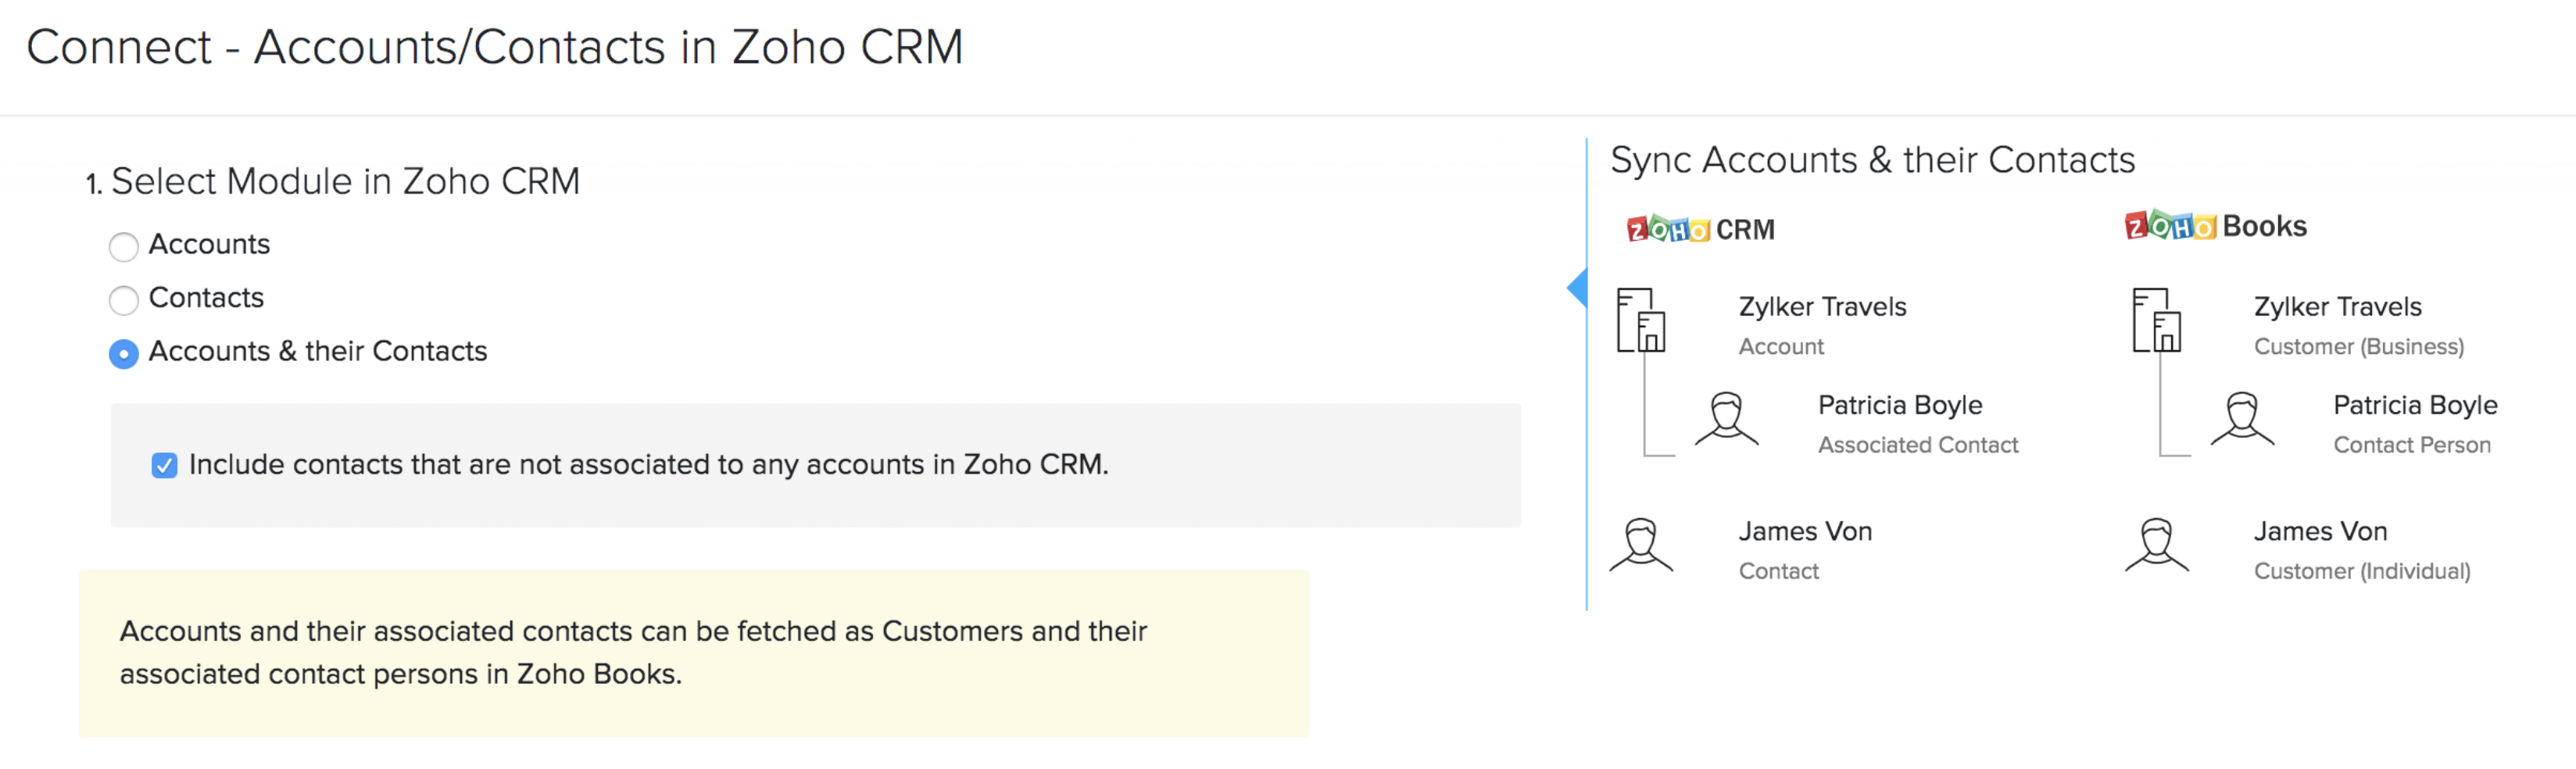 Connect - Accounts/Contacts in Zoho CRM
1. Select Module in Zoho CRM
Accounts
Contacts
Accounts & their Contacts
Include contacts that are not associated to any accounts in Zoho CRM.
Accounts and their associated contacts can be fetched as Customers and their
associated contact persons in Zoho Books.
Sync Accounts & their Contacts
ZOHO CRM
ZOHO Books
Zylker Travels
Account
Zylker Travels
Customer (Business)
Patricia Boyle
Associated Contact
Patricia Boyle
Contact Person
James Von
Contact
James Von
Customer (Individual)